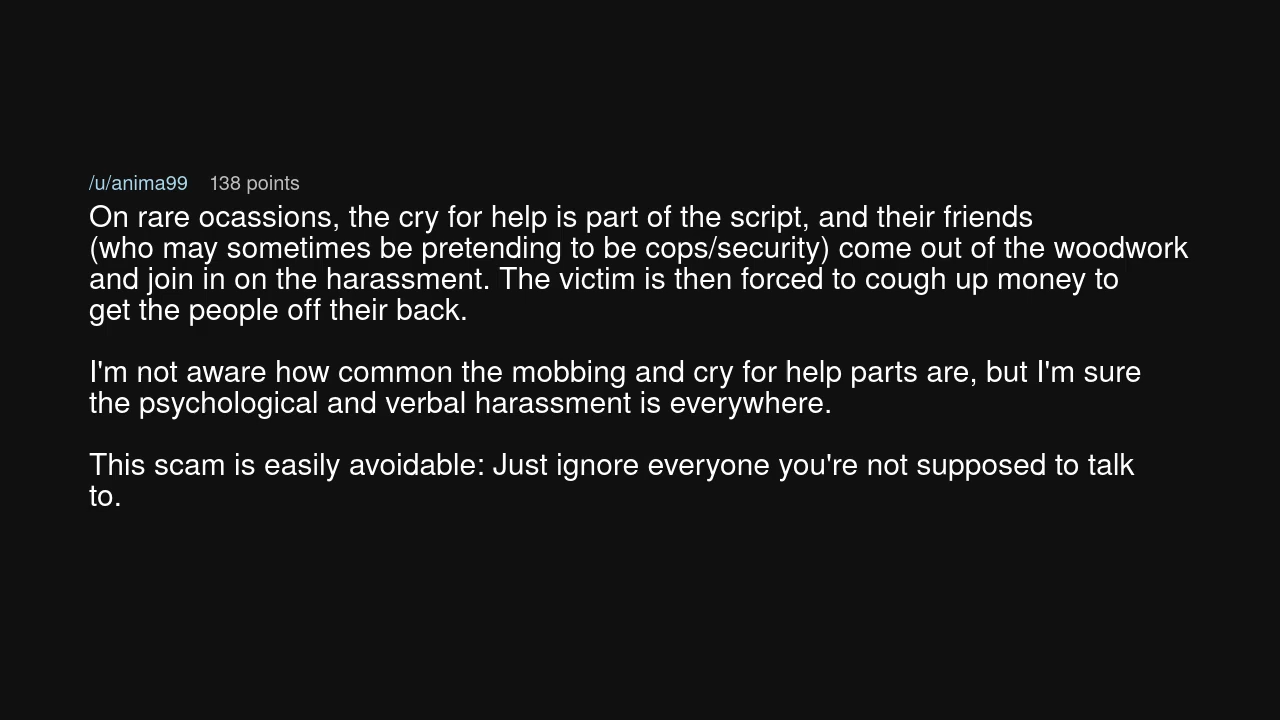 /u/anima99 138 points
On rare ocassions, the cry for help is part of the script, and their friends
(who may sometimes be pretending to be cops/security) come out of the woodwork
and join in on the harassment. The victim is then forced to cough up money to
get the people off their back.
I'm not aware how common the mobbing and cry for help parts are, but I'm sure
the psychological and verbal harassment is everywhere.
This scam is easily avoidable: Just ignore everyone you're not supposed to talk
to.